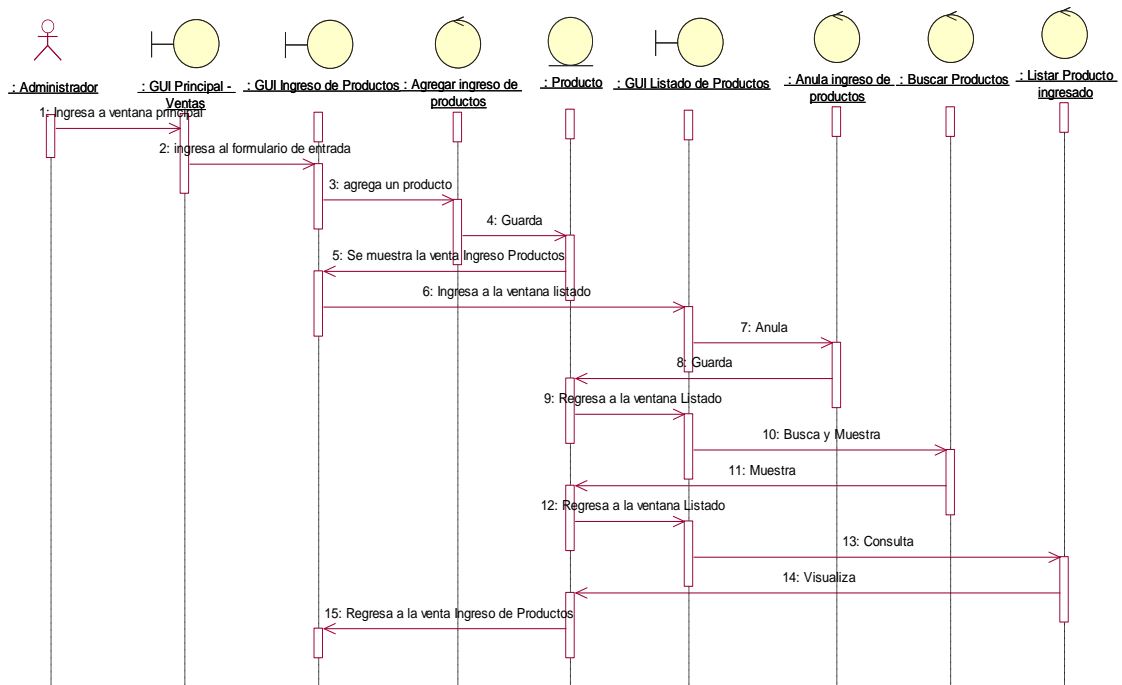 : Administrador
: GUI Principal -
Ventas
: GUI Ingreso de Productos
: Agregar ingreso de
productos
: Producto
: GUI Listado de Productos
: Anula ingreso de
productos
: Buscar Productos
: Listar Producto
ingresado
1: Ingresa a ventana principal
2: ingresa al formulario de entrada
3: agrega un producto
4: Guarda
5: Se muestra la venta Ingreso Productos
6: Ingresa a la ventana listado
7: Anula
8: Guarda
9: Regresa a la ventana Listado
10: Busca y Muestra
11: Muestra
12: Regresa a la ventana Listado
13: Consulta
14: Visualiza
15: Regresa a la venta Ingreso de Productos